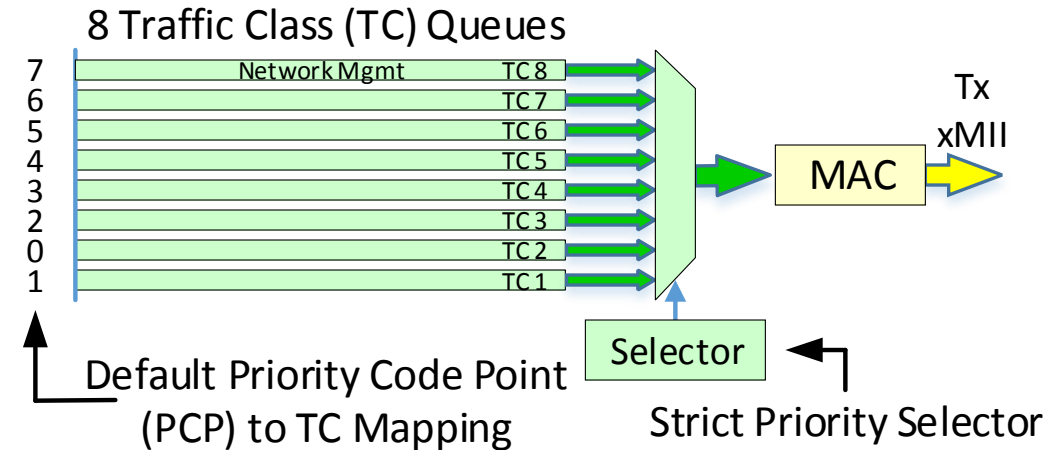 8 Traffic Class (TC) Queues
7 Network Mgmt TC 8
6 TC 7
5 TC 6
4 TC 5
3 TC 4
2 TC 3
0 TC 2
1 TC 1
Tx
xMII
MAC
Selector
Default Priority Code Point
(PCP) to TC Mapping
Strict Priority Selector